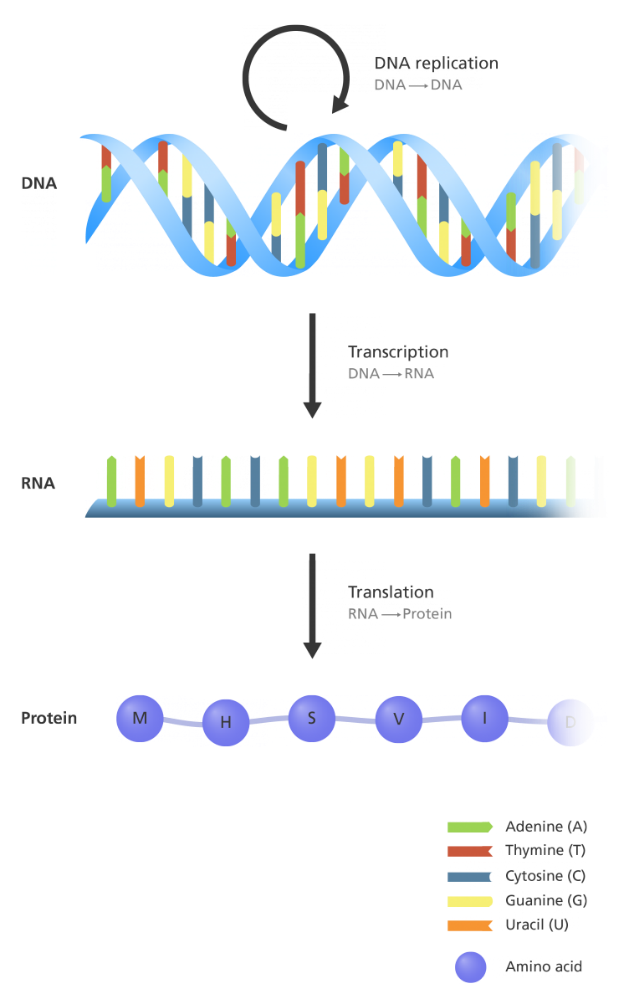 DNA replication
DNA → DNA
DNA
Transcription
DNA → RNA
RNA
Translation
RNA → Protein
Protein
M
H
S
V
I
D
Adenine (A)
Thymine (T)
Cytosine (C)
Guanine (G)
Uracil (U)
Amino acid